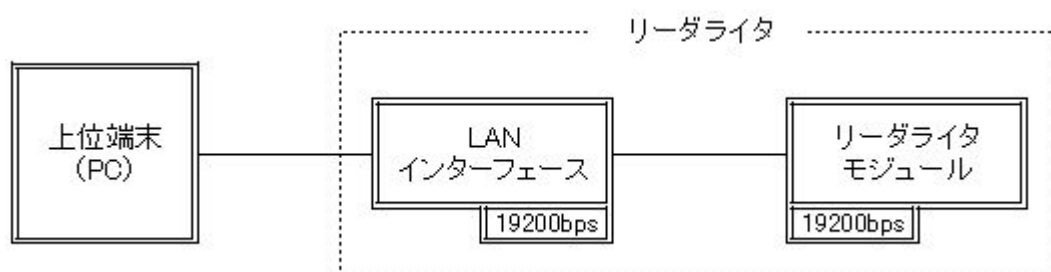 リーダライタ
上位端末
(PC)
LAN
インターフェース
19200bps
リーダライタ
モジュール
19200bps